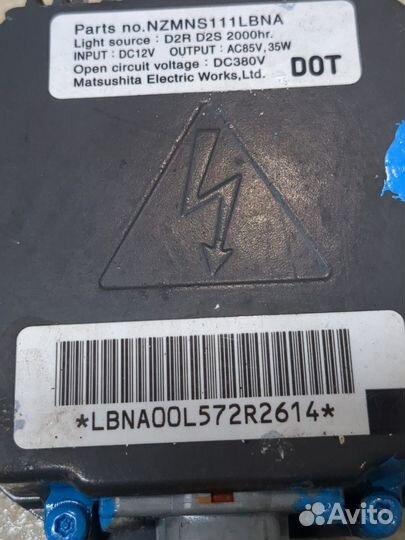 Parts no.NZMNS111LBNA
Light source : D2R D2S 2000hr.
INPUT : DC12V OUTPUT : AC85V, 35W
Open circuit voltage : DC380V
Matsushita Electric Works,Ltd.
DOT
*LBNA00L572R2614*
Avito